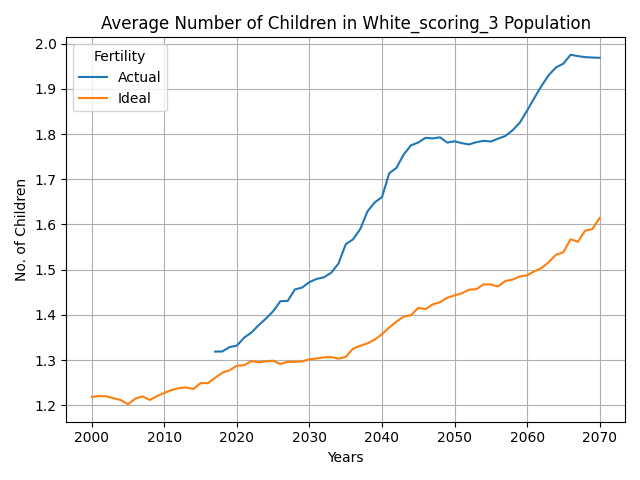 Average Number of Children in White_scoring_3 Population
Fertility
Actual
Ideal
No. of Children
2.0
1.9
1.8
1.7
1.6
1.5
1.4
1.3
1.2
2000 2010 2020 2030 2040 2050 2060 2070
Years